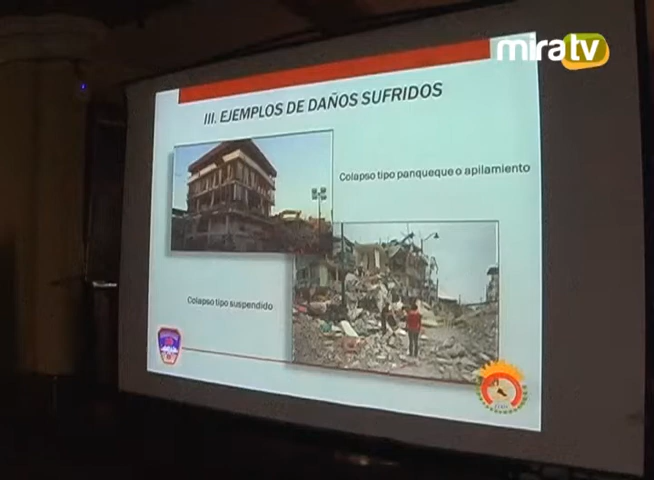 miratv
III. EJEMPLOS DE DAÑOS SUFRIDOS
Colapso tipo panqueque o apilamiento
Colapso tipo suspendido